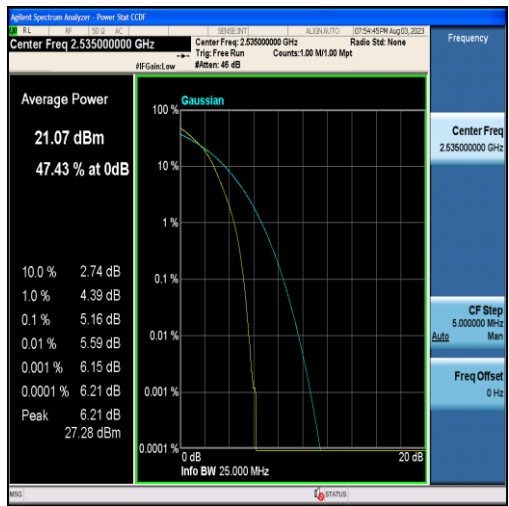 Agilent Spectrum Analyzer - Power Stat CCDF
RL RF 50 Ω AC SENSE:INT ALIGN AUTO 07:54:45 PM Aug 03, 2023
Center Freq 2.535000000 GHz
Center Freq: 2.535000000 GHz Radio Std: None
Trig: Free Run Counts:1.00 M/1.00 Mpt
#IFGain:Low #Atten: 46 dB
Frequency
Average Power
21.07 dBm
47.43 % at 0dB
10.0 % 2.74 dB
1.0 % 4.39 dB
0.1 % 5.16 dB
0.01 % 5.59 dB
0.001 % 6.15 dB
0.0001 % 6.21 dB
Peak 6.21 dB
27.28 dBm
Gaussian
100 %
10 %
1 %
0.1 %
0.01 %
0.001 %
0.0001 %
0 dB 20 dB
Info BW 25.000 MHz
Center Freq
2.535000000 GHz
CF Step
5.000000 MHz
Auto Man
Freq Offset
0 Hz
MSG STATUS